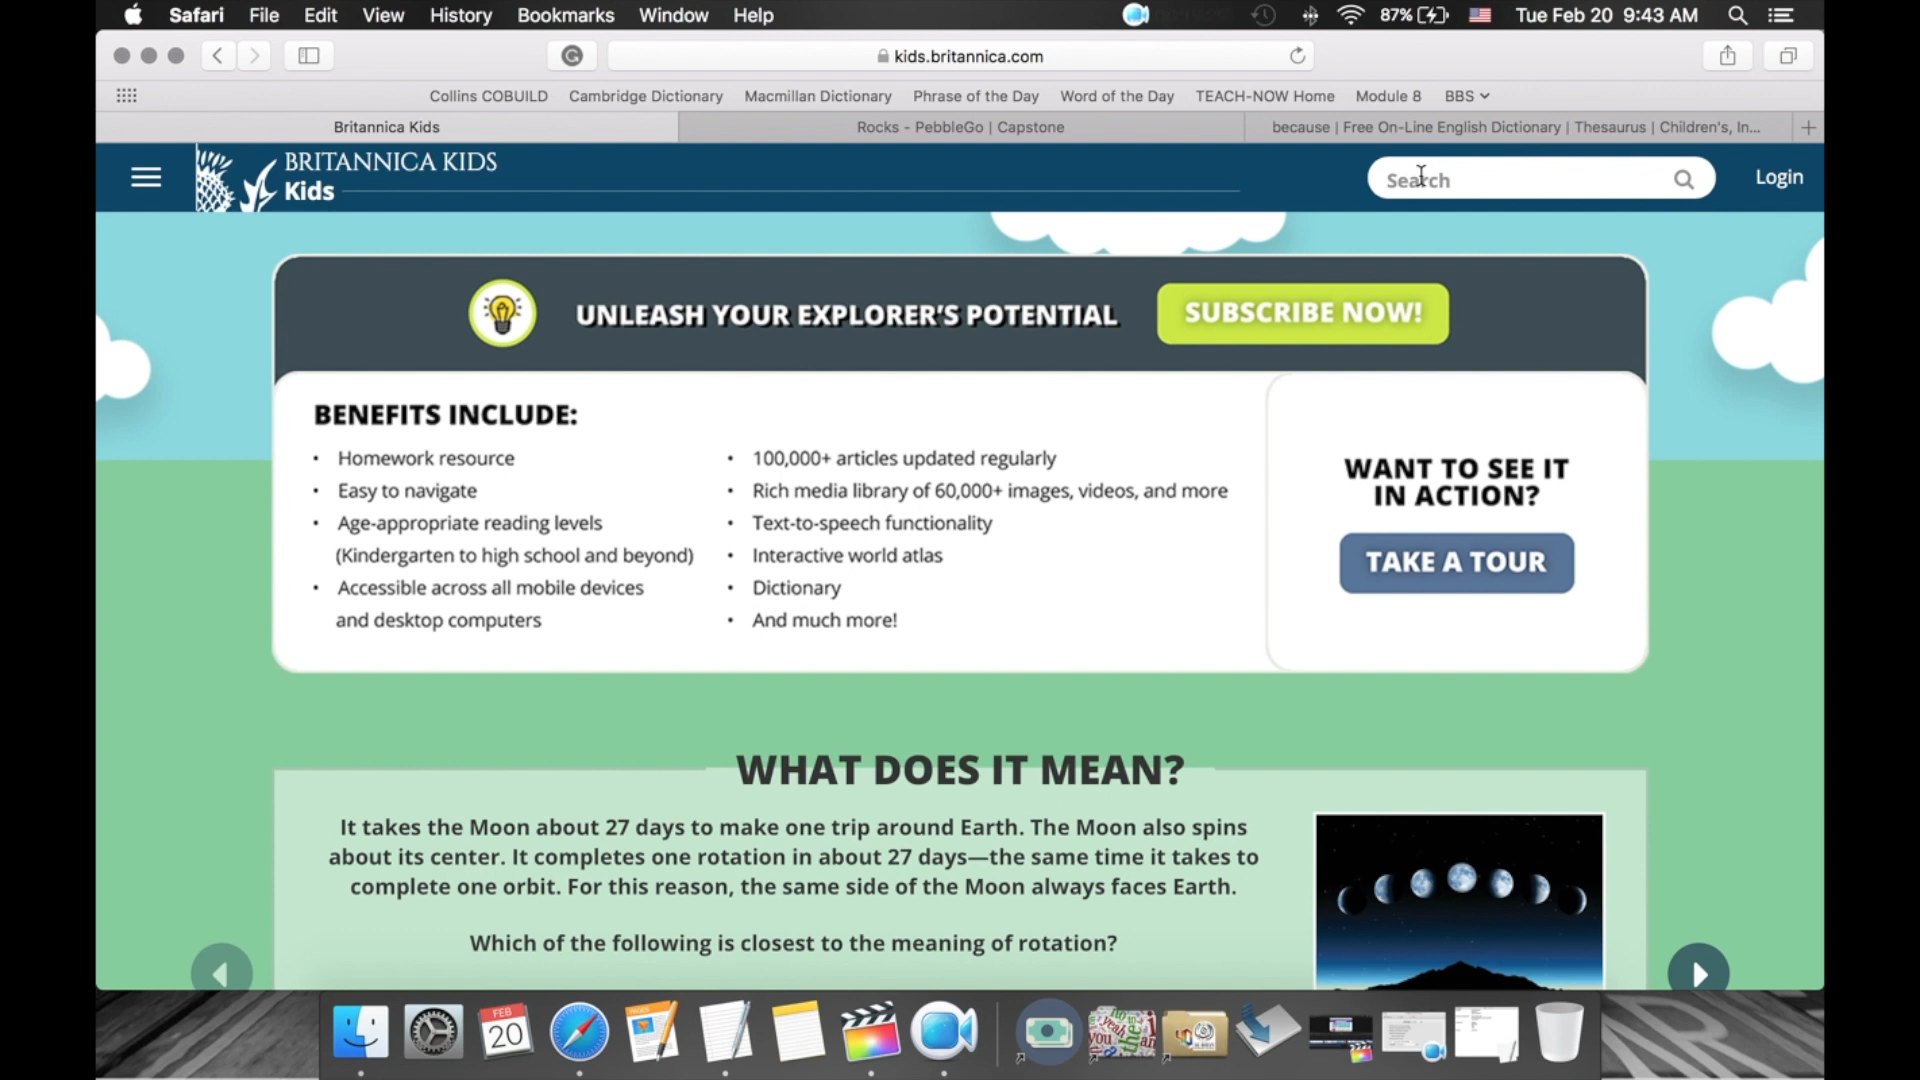 Safari File Edit View History Bookmarks Window Help 87% Tue Feb 20 9:43 AM
kids.britannica.com
Collins COBUILD Cambridge Dictionary Macmillan Dictionary Phrase of the Day Word of the Day TEACH-NOW Home Module 8 BBS
Britannica Kids Rocks - PebbleGo | Capstone because | Free On-Line English Dictionary | Thesaurus | Children's, In...
BRITANNICA KIDS
Kids
Search
Login
UNLEASH YOUR EXPLORER'S POTENTIAL SUBSCRIBE NOW!
BENEFITS INCLUDE:
• Homework resource
• Easy to navigate
• Age-appropriate reading levels
(Kindergarten to high school and beyond)
• Accessible across all mobile devices
and desktop computers
• 100,000+ articles updated regularly
• Rich media library of 60,000+ images, videos, and more
• Text-to-speech functionality
• Interactive world atlas
• Dictionary
• And much more!
WANT TO SEE IT
IN ACTION?
TAKE A TOUR
WHAT DOES IT MEAN?
It takes the Moon about 27 days to make one trip around Earth. The Moon also spins
about its center. It completes one rotation in about 27 days—the same time it takes to
complete one orbit. For this reason, the same side of the Moon always faces Earth.
Which of the following is closest to the meaning of rotation?
FEB
20
PAGES